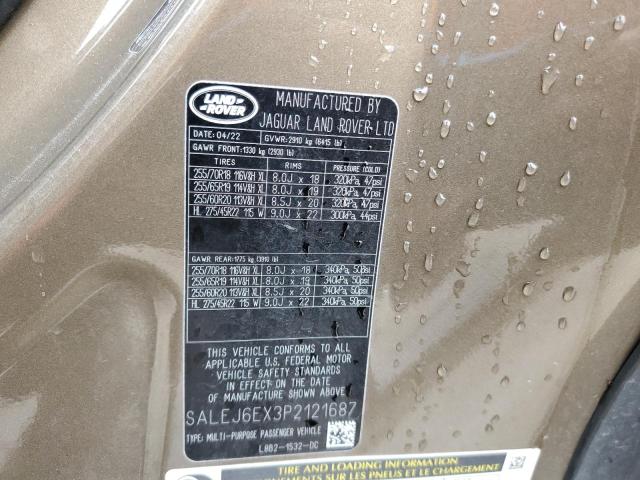 LAND ROVER
MANUFACTURED BY
JAGUAR LAND ROVER LTD
DATE: 04/22 GVWR: 2910 kg (6415 lb)
GAWR FRONT: 1330 kg (2930 lb)
TIRES RIMS PRESSURE (COLD)
255/70R18 116V&H XL 8.0J x 18 320kPa, 47psi
255/65R19 114V&H XL 8.0J x 19 320kPa, 47psi
255/60R20 113V&H XL 8.5J x 20 320kPa, 47psi
HL 275/45R22 115 W 9.0J x 22 300kPa, 44psi
GAWR REAR: 1775 kg (3910 lb)
255/70R18 116V&H XL 8.0J x 18 340kPa, 50psi
255/65R19 114V&H XL 8.0J x 19 340kPa, 50psi
255/60R20 113V&H XL 8.5J x 20 340kPa, 50psi
HL 275/45R22 115 W 9.0J x 22 340kPa, 50psi
THIS VEHICLE CONFORMS TO ALL
APPLICABLE U.S. FEDERAL MOTOR
VEHICLE SAFETY STANDARDS
IN EFFECT ON THE DATE OF
MANUFACTURE SHOWN ABOVE
SALEJ6EX3P2121687
TYPE: MULTI-PURPOSE PASSENGER VEHICLE
L8B2-1532-DC
TIRE AND LOADING INFORMATION
RENSEIGNEMENTS SUR LES PNEUS ET LE CHARGEMENT